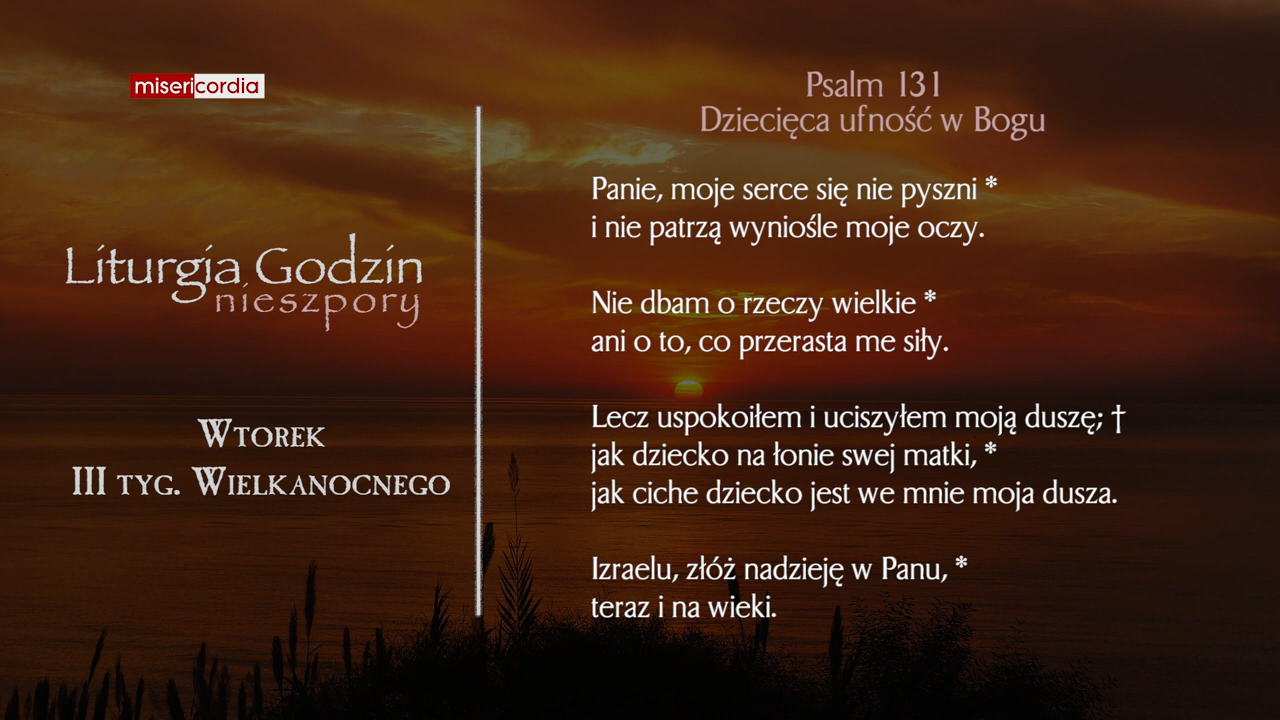 misericordia
Liturgia Godzin
nieszpory
Wtorek
III tyg. Wielkanocnego
Psalm 131
Dziecięca ufność w Bogu
Panie, moje serce się nie pyszni *
i nie patrzą wyniośle moje oczy.
Nie dbam o rzeczy wielkie *
ani o to, co przerasta me siły.
Lecz uspokoiłem i uciszyłem moją duszę; †
jak dziecko na łonie swej matki, *
jak ciche dziecko jest we mnie moja dusza.
Izraelu, złóż nadzieję w Panu, *
teraz i na wieki.